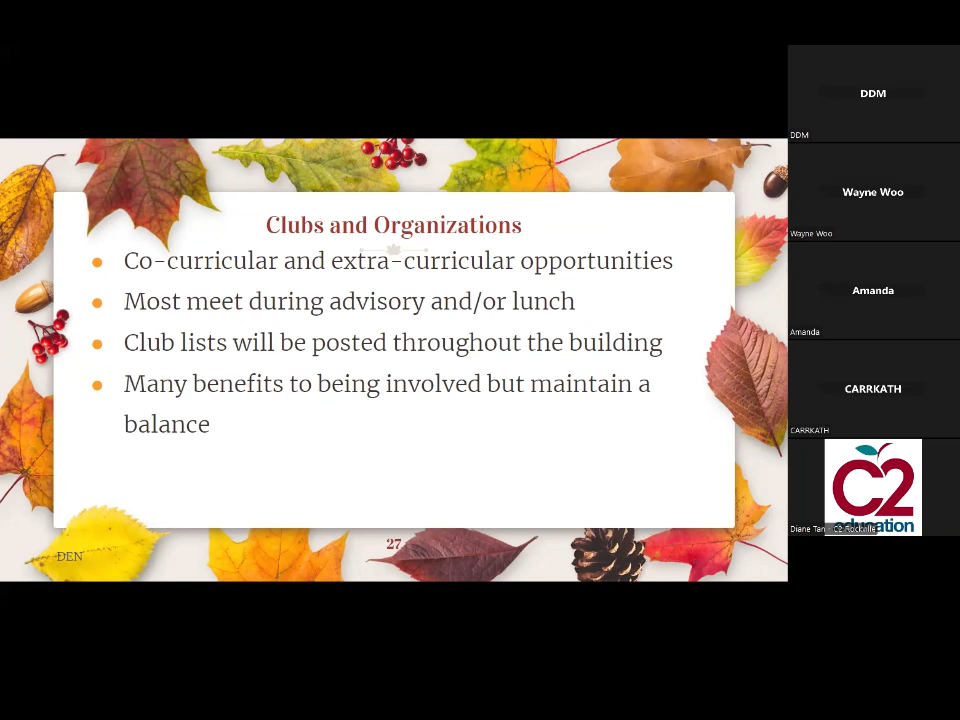 Clubs and Organizations
Co-curricular and extra-curricular opportunities
Most meet during advisory and/or lunch
Club lists will be posted throughout the building
Many benefits to being involved but maintain a
balance
DEN
27
DDM
DDM
Wayne Woo
Wayne Woo
Amanda
Amanda
CARRKATH
CARRKATH
C2
education
Diane Tan - C2 Rockville